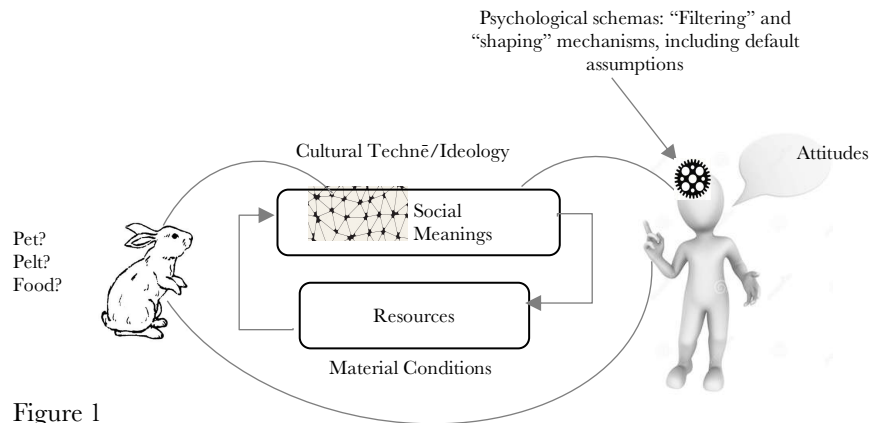 Psychological schemas: “Filtering” and
“shaping” mechanisms, including default
assumptions
Cultural Technē/Ideology
Attitudes
Social
Meanings
Pet?
Pelt?
Food?
Resources
Material Conditions
Figure 1